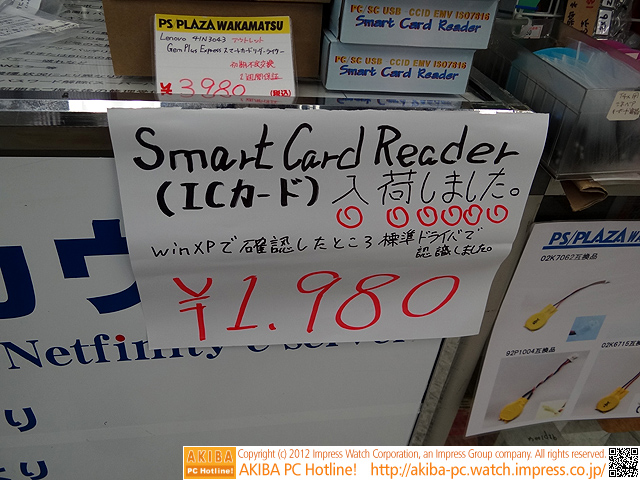 PS PLAZA WAKAMATSU
Lenovo 41N3043 アウトレット
Gem Plus Express スマートカードリーダーライター
初期不良交換
1週間保証
¥3,980 (税込)
PC/SC USB CCID EMV ISO7816
Smart Card Reader
PC/SC USB CCID EMV ISO7816
Smart Card Reader
Smart Card Reader
(ICカード) 入荷しました。
winXPで確認したところ標準ドライバで
認識しました。
¥1,980
Netfinity
PS/PLAZA WAKAMA
02K7062互換品
92P1004互換品
02K6715互換
AKIBA
PC Hotline!
Copyright (c) 2012 Impress Watch Corporation, an Impress Group company. All rights reserved.
AKIBA PC Hotline! http://akiba-pc.watch.impress.co.jp/